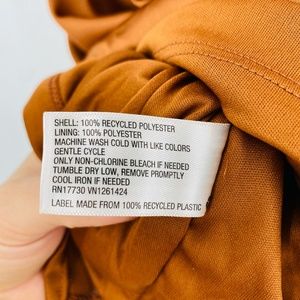 SHELL: 100% RECYCLED POLYESTER
LINING: 100% POLYESTER
MACHINE WASH COLD WITH LIKE COLORS
GENTLE CYCLE
ONLY NON-CHLORINE BLEACH IF NEEDED
TUMBLE DRY LOW, REMOVE PROMPTLY
COOL IRON IF NEEDED
RN17730 VN1261424
LABEL MADE FROM 100% RECYCLED PLASTIC